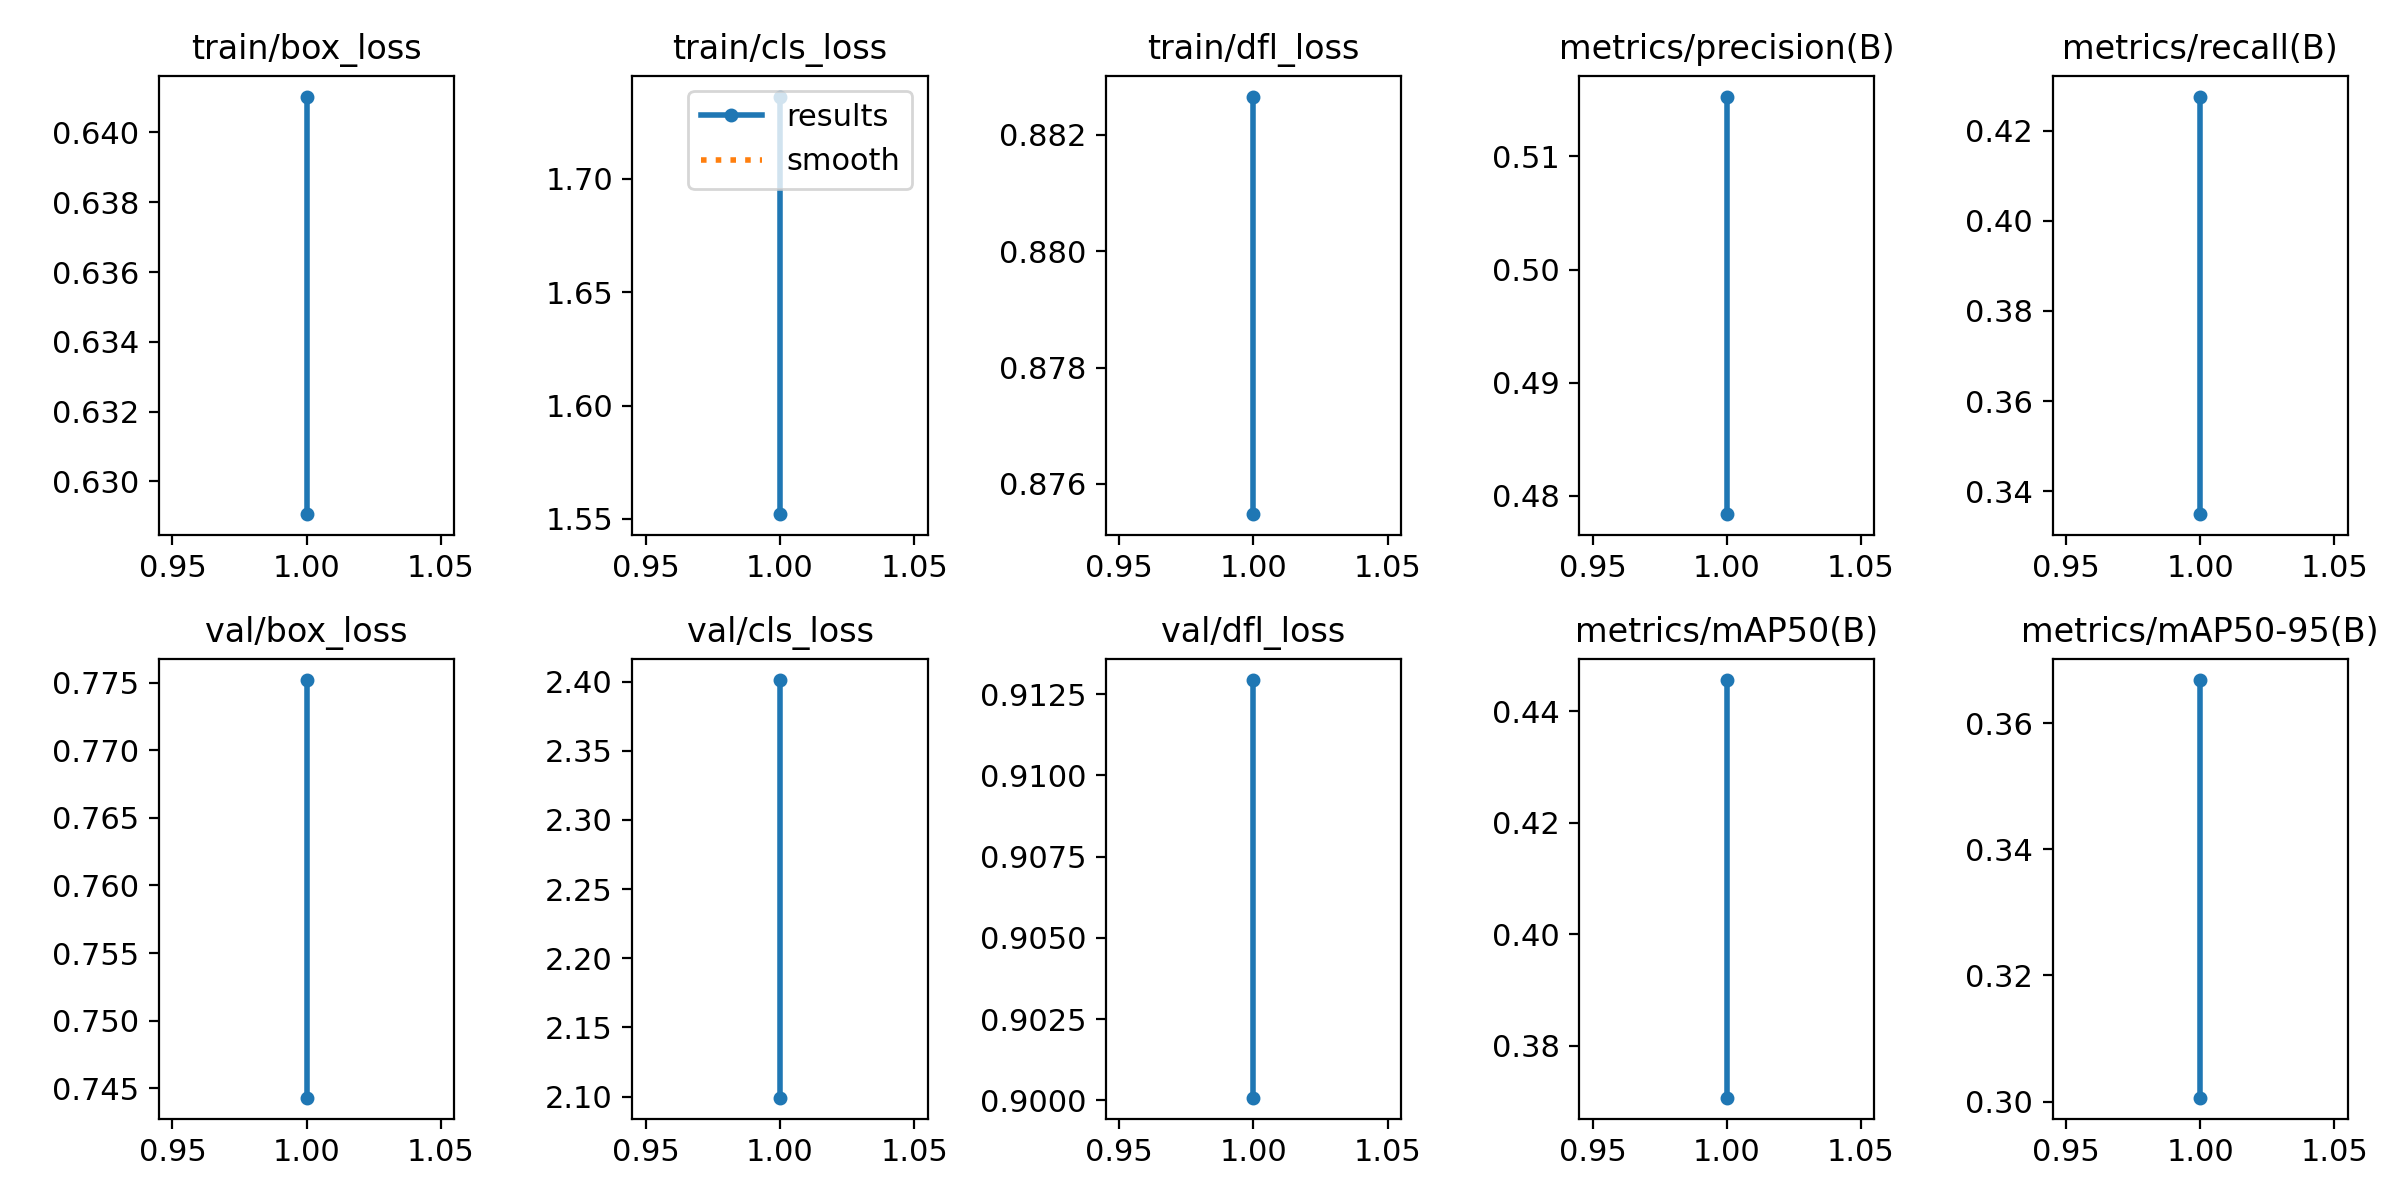 train/box_loss
0.640
0.638
0.636
0.634
0.632
0.630
0.95 1.00 1.05
train/cls_loss
results
smooth
1.70
1.65
1.60
1.55
0.95 1.00 1.05
train/dfl_loss
0.882
0.880
0.878
0.876
0.95 1.00 1.05
metrics/precision(B)
0.51
0.50
0.49
0.48
0.95 1.00 1.05
metrics/recall(B)
0.42
0.40
0.38
0.36
0.34
0.95 1.00 1.05
val/box_loss
0.775
0.770
0.765
0.760
0.755
0.750
0.745
0.95 1.00 1.05
val/cls_loss
2.40
2.35
2.30
2.25
2.20
2.15
2.10
0.95 1.00 1.05
val/dfl_loss
0.9125
0.9100
0.9075
0.9050
0.9025
0.9000
0.95 1.00 1.05
metrics/mAP50(B)
0.44
0.42
0.40
0.38
0.95 1.00 1.05
metrics/mAP50-95(B)
0.36
0.34
0.32
0.30
0.95 1.00 1.05